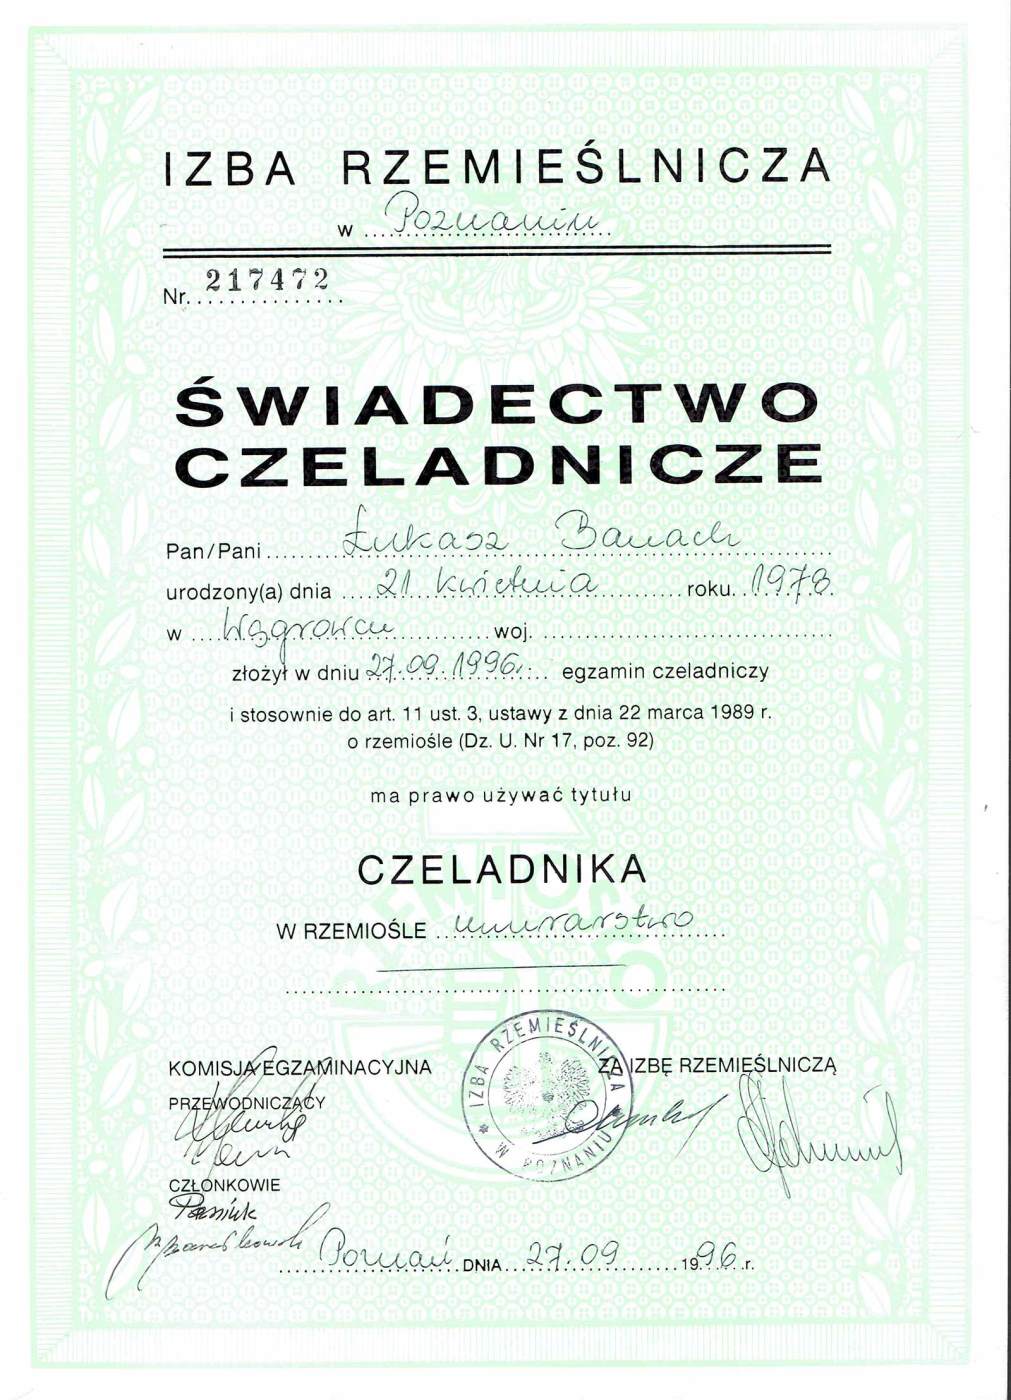 IZBA RZEMIEŚLNICZA
w Poznaniu
Nr. 217472
ŚWIADECTWO
CZELADNICZE
Pan/Pani Łukasz Banach
urodzony(a) dnia 21 kwietnia roku 1978
w Wągrowcu woj.
złożył w dniu 27.09.1996. egzamin czeladniczy
i stosownie do art. 11 ust. 3, ustawy z dnia 22 marca 1989 r.
o rzemiośle (Dz. U. Nr 17, poz. 92)
ma prawo używać tytułu
CZELADNIKA
W RZEMIOŚLE murarstwo
KOMISJA EGZAMINACYJNA
ZA IZBĘ RZEMIEŚLNICZĄ
PRZEWODNICZĄCY
IZBA RZEMIEŚLNICZA
W POZNANIU
CZŁONKOWIE
Poznań DNIA 27.09 1996 r.